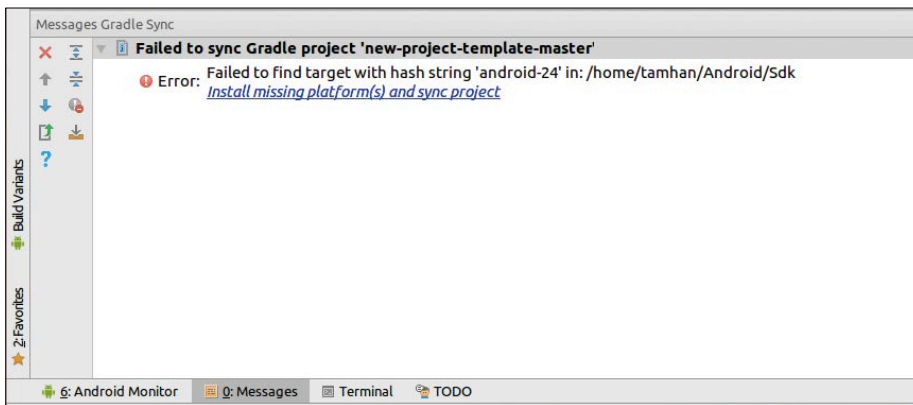 Messages Gradle Sync
Failed to sync Gradle project 'new-project-template-master'
Error: Failed to find target with hash string 'android-24' in: /home/tamhan/Android/Sdk
Install missing platform(s) and sync project
?
Build Variants
2: Favorites
6: Android Monitor
0: Messages
Terminal
TODO